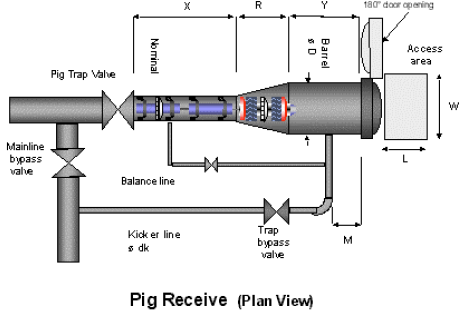 180° door opening
X
R
Y
Nominal
Barrel
ø D
Access
area
Pig Trap Valve
W
Mainline
bypass
valve
L
Balance line
Kicker line
ø dk
Trap
bypass
valve
M
Pig Receive (Plan View)